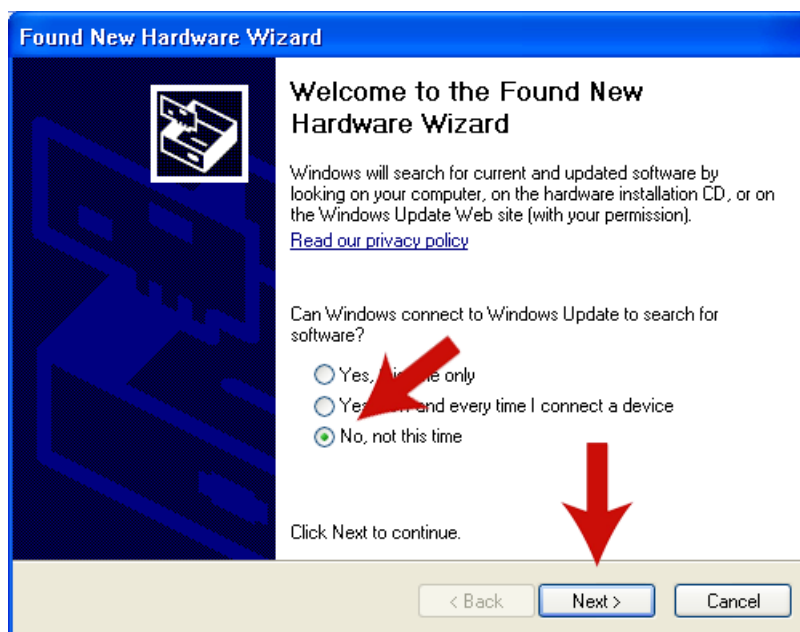 Found New Hardware Wizard
Welcome to the Found New
Hardware Wizard
Windows will search for current and updated software by
looking on your computer, on the hardware installation CD, or on
the Windows Update Web site (with your permission).
Read our privacy policy
Can Windows connect to Windows Update to search for
software?
Yes, only
Yes, and every time I connect a device
No, not this time
Click Next to continue.
< Back
Next >
Cancel